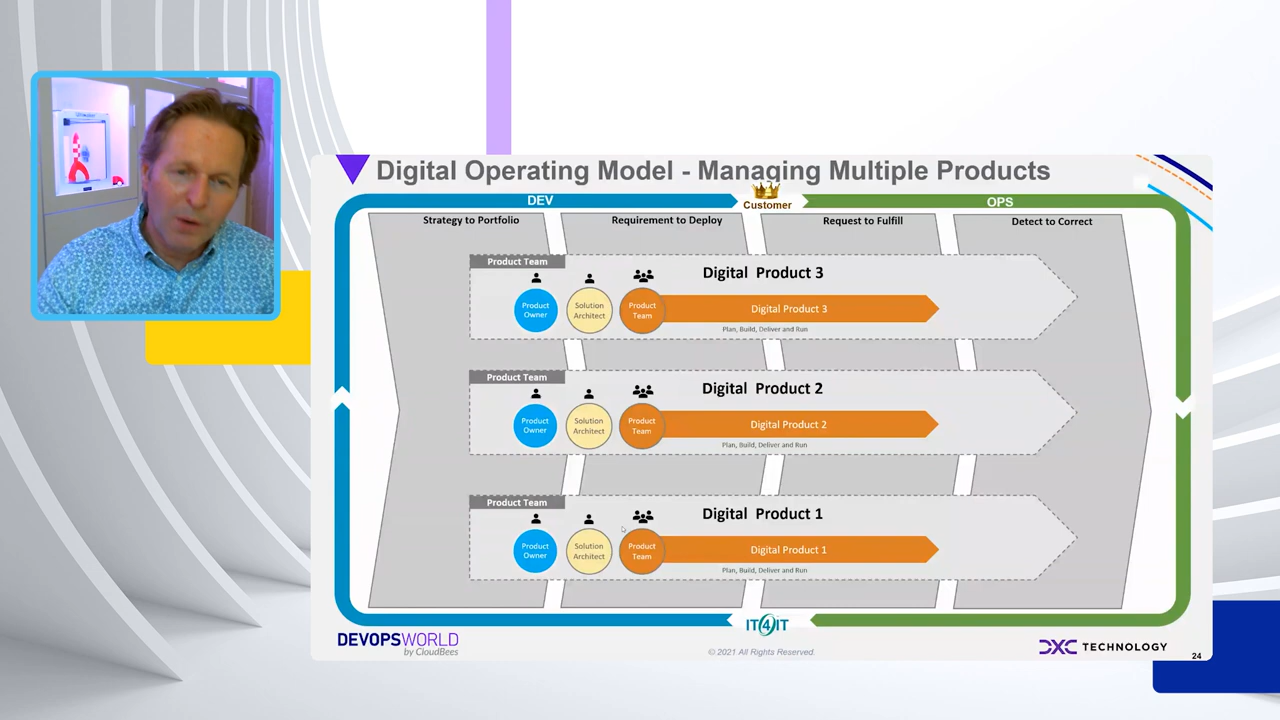 Digital Operating Model - Managing Multiple Products
DEV
Customer
OPS
Strategy to Portfolio
Requirement to Deploy
Request to Fulfill
Detect to Correct
Product Team
Digital Product 3
Product
Owner
Solution
Architect
Product
Team
Digital Product 3
Plan, Build, Deliver and Run
Product Team
Digital Product 2
Product
Owner
Solution
Architect
Product
Team
Digital Product 2
Plan, Build, Deliver and Run
Product Team
Digital Product 1
Product
Owner
Solution
Architect
Product
Team
Digital Product 1
Plan, Build, Deliver and Run
IT4IT
DEVOPSWORLD
by CloudBees
© 2021 All Rights Reserved.
DXC TECHNOLOGY
24